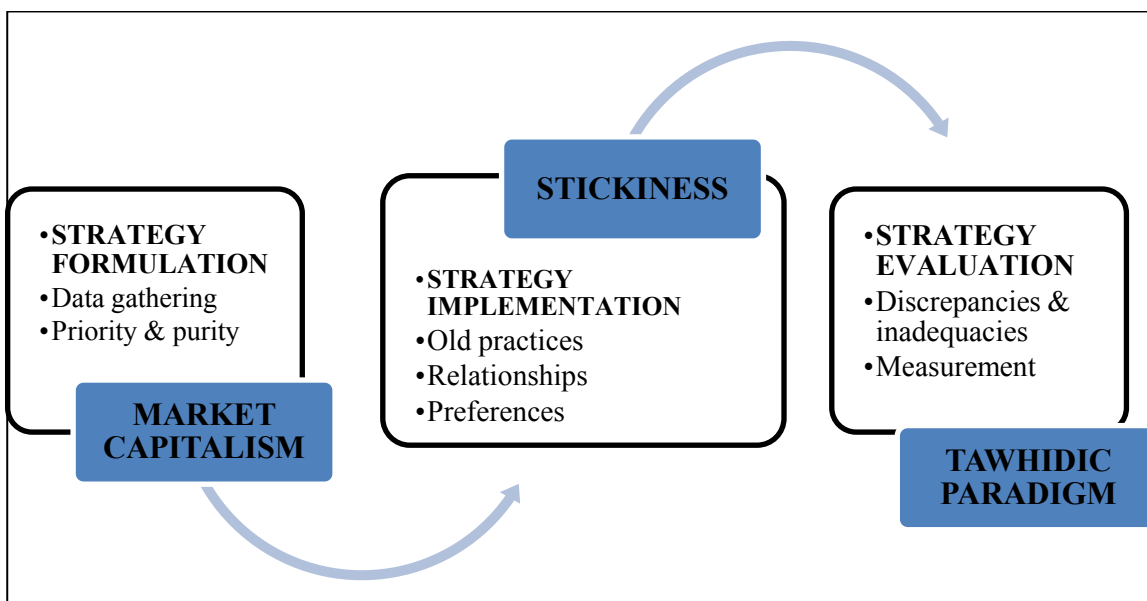 •STRATEGY
FORMULATION
•Data gathering
•Priority & purity
MARKET
CAPITALISM
STICKINESS
•STRATEGY
IMPLEMENTATION
•Old practices
•Relationships
•Preferences
•STRATEGY
EVALUATION
•Discrepancies &
inadequacies
•Measurement
TAWHIDIC
PARADIGM